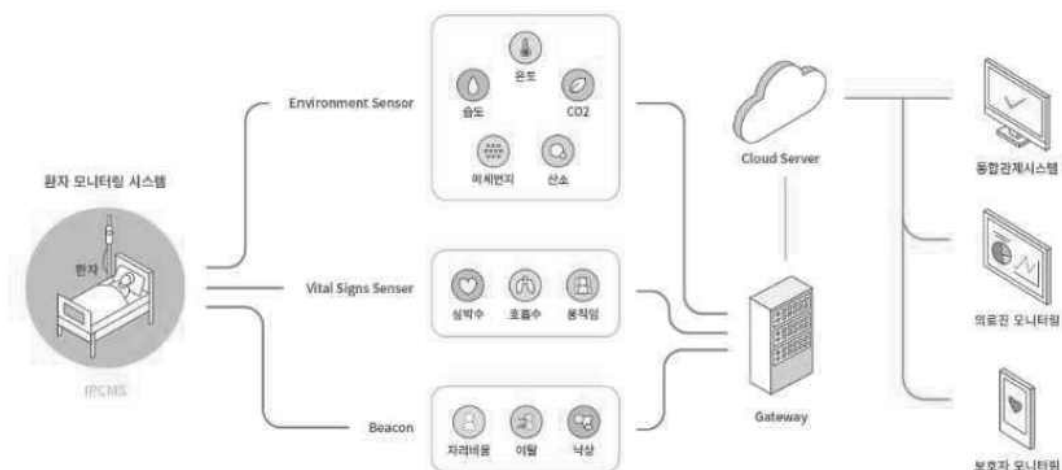 환자 모니터링 시스템
환자
IPCMS
Environment Sensor
온도
습도
CO2
미세먼지
산소
Vital Signs Senser
심박수
호흡수
움직임
Beacon
자리비움
이탈
낙상
Cloud Server
Gateway
통합관제시스템
의료진 모니터링
보호자 모니터링